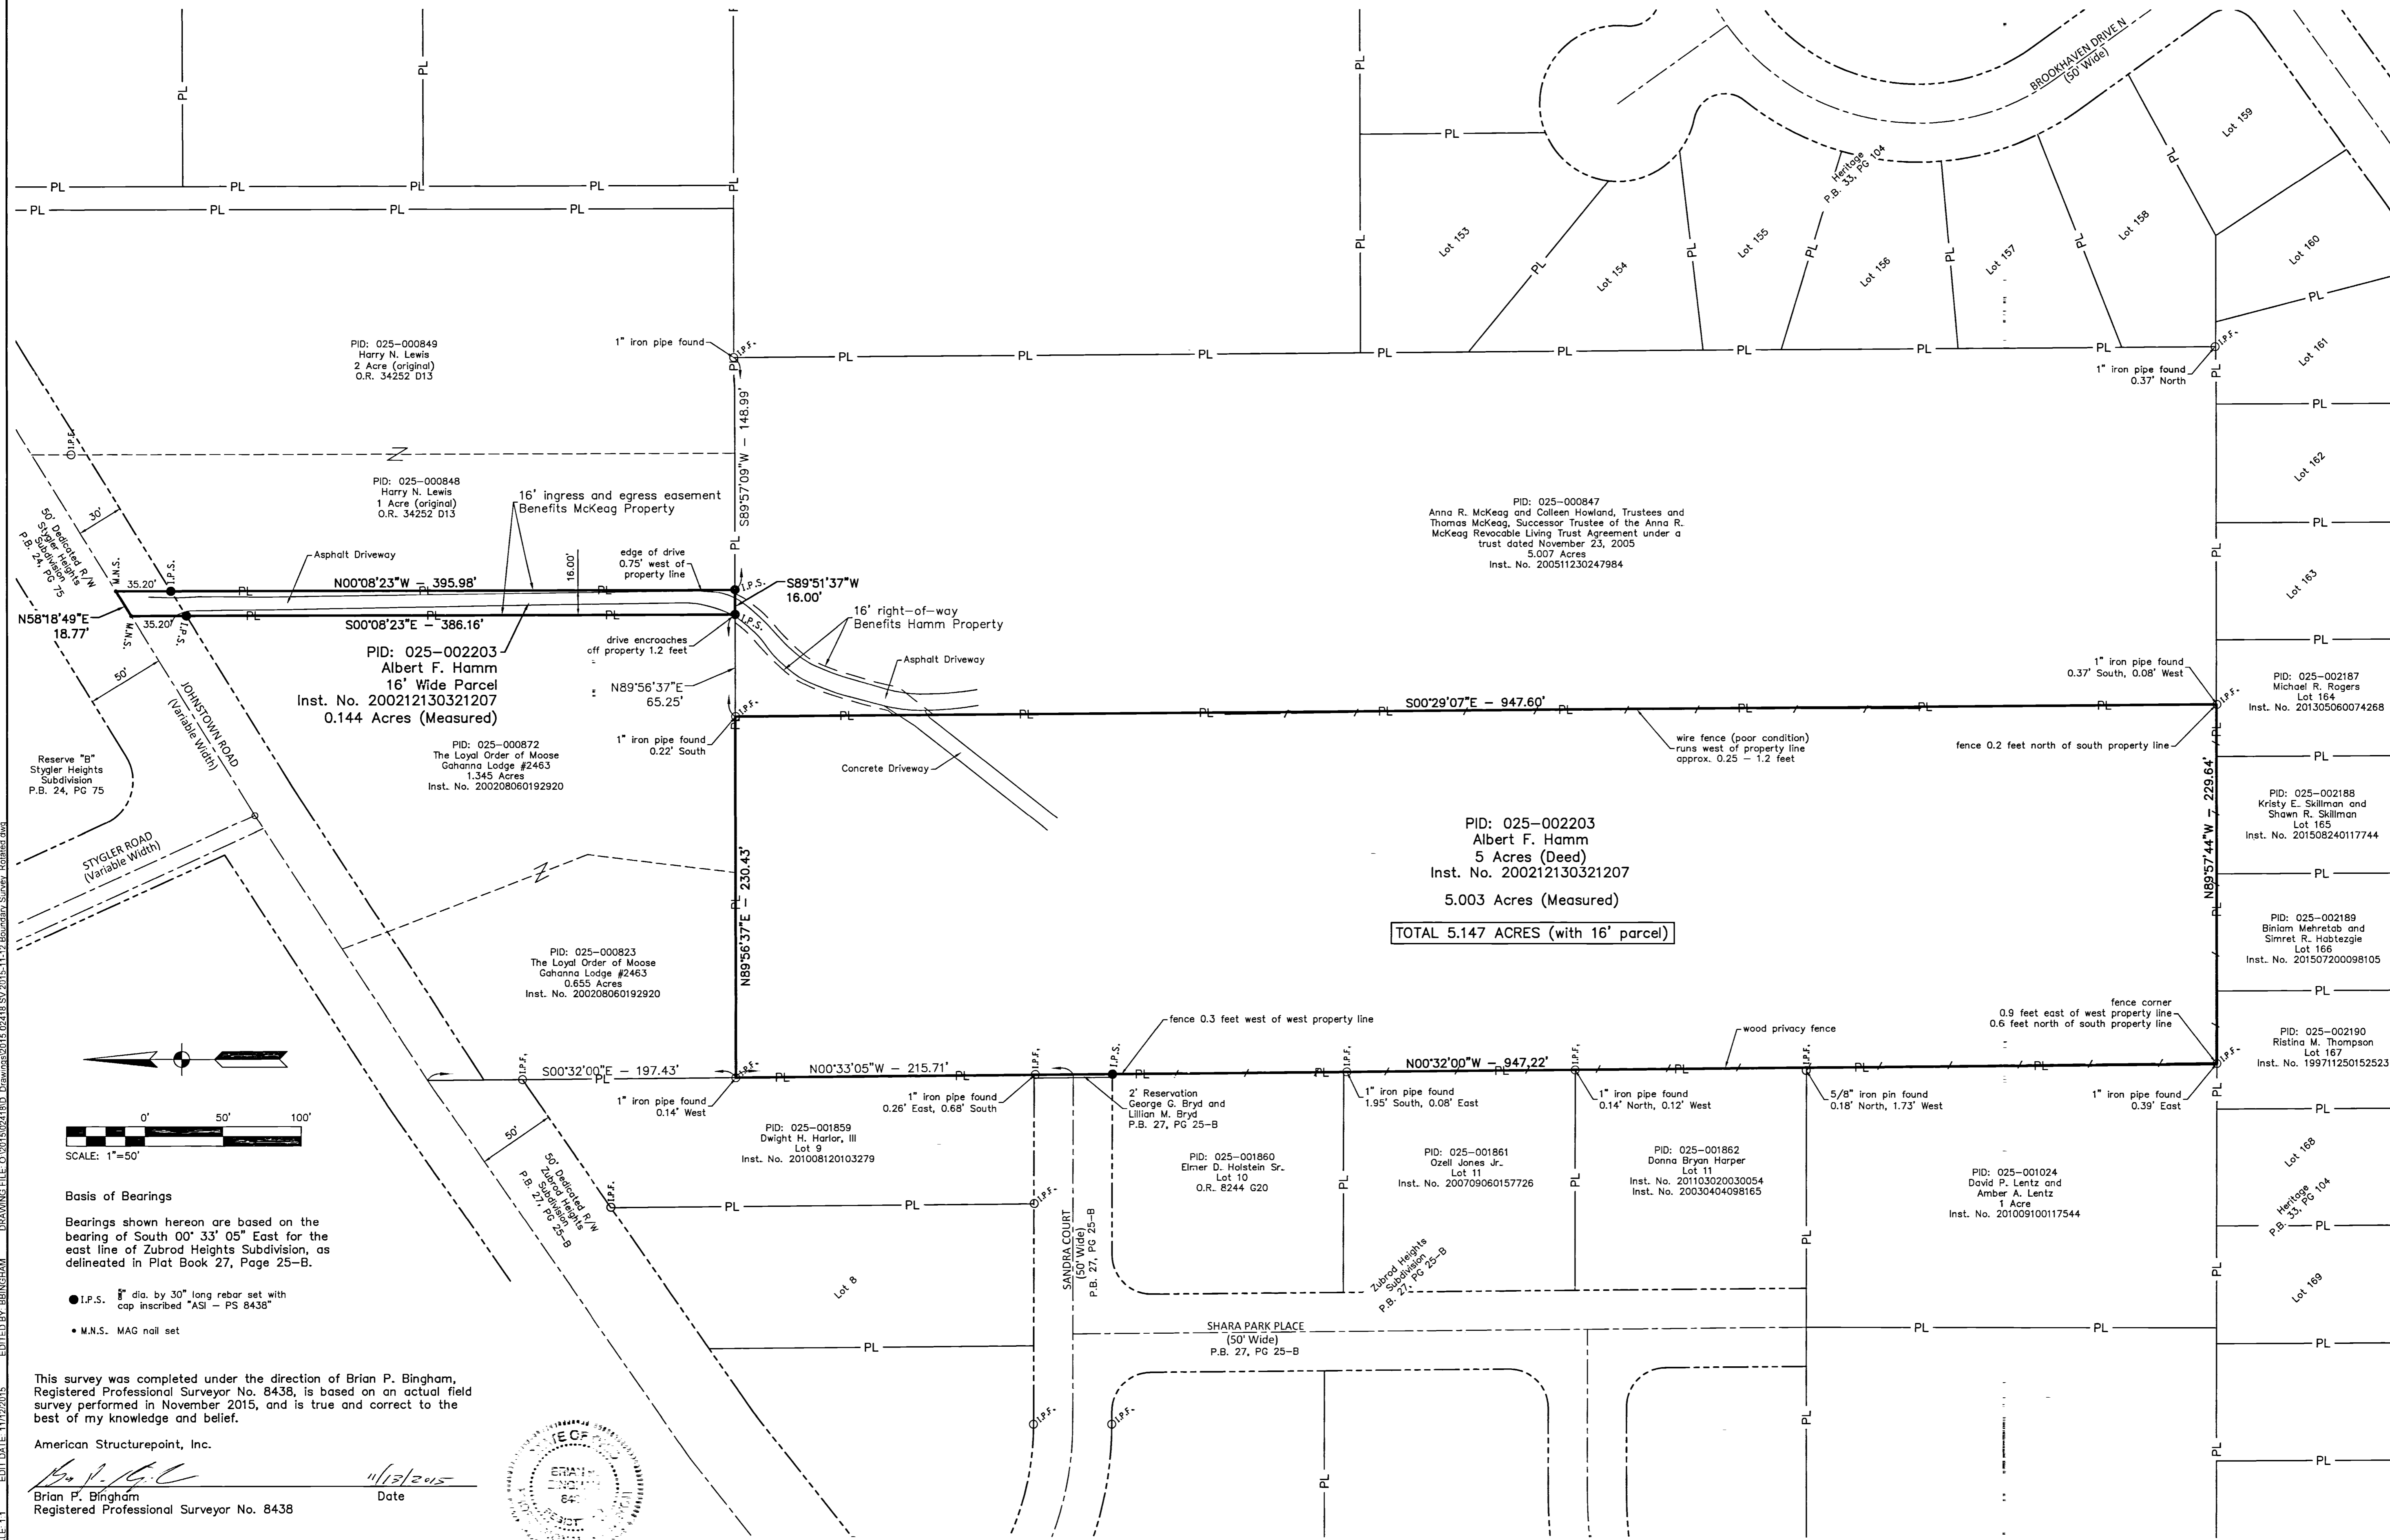 BROOKHAVEN DRIVE N
(50' Wide)
Lot 159
Heritage
P.B. 33, PG 104
Lot 153
Lot 154
Lot 155
Lot 156
Lot 157
Lot 158
Lot 160
Lot 161
Lot 162
Lot 163
PL
PID: 025-000849
Harry N. Lewis
2 Acre (original)
O.R. 34252 D13
1" iron pipe found
I.P.F.
1" iron pipe found
0.37' North
I.P.F.
S89°57'09"W - 148.99'
I.P.F.
Z
PID: 025-000848
Harry N. Lewis
1 Acre (original)
O.R. 34252 D13
16' ingress and egress easement
Benefits McKeag Property
PID: 025-000847
Anna R. McKeag and Colleen Howland, Trustees and
Thomas McKeag, Successor Trustee of the Anna R.
McKeag Revocable Living Trust Agreement under a
trust dated November 23, 2005
5.007 Acres
Inst. No. 200511230247984
50' Dedicated R/W
Stygler Heights
Subdivision
P.B. 24, PG 75
30'
Asphalt Driveway
16.00'
edge of drive
0.75' west of
property line
M.N.S.
35.20'
I.P.S.
N00°08'23"W - 395.98'
I.P.S.
S89°51'37"W
16.00'
N58°18'49"E
18.77'
M.N.S.
35.20'
I.P.S.
S00°08'23"E - 386.16'
I.P.S.
16' right-of-way
Benefits Hamm Property
drive encroaches
off property 1.2 feet
Asphalt Driveway
PID: 025-002203
Albert F. Hamm
16' Wide Parcel
Inst. No. 200212130321207
0.144 Acres (Measured)
N89°56'37"E
65.25'
I.P.F.
1" iron pipe found
0.22' South
50'
JOHNSTOWN ROAD
(Variable Width)
S00°29'07"E - 947.60'
1" iron pipe found
0.37' South, 0.08' West
I.P.F.
PID: 025-002187
Michael R. Rogers
Lot 164
Inst. No. 201305060074268
wire fence (poor condition)
runs west of property line
approx. 0.25 - 1.2 feet
fence 0.2 feet north of south property line
Concrete Driveway
PID: 025-000872
The Loyal Order of Moose
Gahanna Lodge #2463
1.345 Acres
Inst. No. 200208060192920
Reserve "B"
Stygler Heights
Subdivision
P.B. 24, PG 75
PID: 025-002188
Kristy E. Skillman and
Shawn R. Skillman
Lot 165
Inst. No. 201508240117744
STYGLER ROAD
(Variable Width)
Z
N89°56'37"E - 230.43'
PID: 025-002203
Albert F. Hamm
5 Acres (Deed)
Inst. No. 200212130321207
5.003 Acres (Measured)
TOTAL 5.147 ACRES (with 16' parcel)
N89°57'44"W - 229.64'
PID: 025-002189
Biniam Mehretab and
Simret R. Habtezgie
Lot 166
Inst. No. 201507200098105
PID: 025-000823
The Loyal Order of Moose
Gahanna Lodge #2463
0.655 Acres
Inst. No. 200208060192920
fence corner
0.9 feet east of west property line
0.6 feet north of south property line
PID: 025-002190
Ristina M. Thompson
Lot 167
Inst. No. 199711250152523
fence 0.3 feet west of west property line
wood privacy fence
I.P.F.
S00°32'00"E - 197.43'
I.P.F.
N00°33'05"W - 215.71'
I.P.F.
I.P.S.
I.P.F.
N00°32'00"W - 947.22'
I.P.F.
I.P.F.
I.P.F.
1" iron pipe found
0.14' West
1" iron pipe found
0.26' East, 0.68' South
2' Reservation
George G. Bryd and
Lillian M. Bryd
P.B. 27, PG 25-B
1" iron pipe found
1.95' South, 0.08' East
1" iron pipe found
0.14' North, 0.12' West
5/8" iron pin found
0.18' North, 1.73' West
1" iron pipe found
0.39' East
0' 50' 100'
SCALE: 1"=50'
50'
50' Dedicated R/W
Zubrod Heights
Subdivision
P.B. 27, PG 25-B
PID: 025-001859
Dwight H. Harlor, III
Lot 9
Inst. No. 201008120103279
PID: 025-001860
Elmer D. Holstein Sr.
Lot 10
O.R. 8244 G20
PID: 025-001861
Ozell Jones Jr.
Lot 11
Inst. No. 200709060157726
PID: 025-001862
Donna Bryan Harper
Lot 11
Inst. No. 201103020030054
Inst. No. 20030404098165
PID: 025-001024
David P. Lentz and
Amber A. Lentz
1 Acre
Inst. No. 201009100117544
Lot 168
Heritage
P.B. 33, PG 104
Lot 169
I.P.F.
I.P.F.
SANDRA COURT
(50' Wide)
P.B. 27, PG 25-B
Zubrod Heights
Subdivision
P.B. 27, PG 25-B
Lot 8
SHARA PARK PLACE
(50' Wide)
P.B. 27, PG 25-B
I.P.F.
I.P.F.
Basis of Bearings
Bearings shown hereon are based on the
bearing of South 00° 33' 05" East for the
east line of Zubrod Heights Subdivision, as
delineated in Plat Book 27, Page 25-B.
I.P.S. dia. by 30" long rebar set with
cap inscribed "ASI - PS 8438"
M.N.S. MAG nail set
This survey was completed under the direction of Brian P. Bingham,
Registered Professional Surveyor No. 8438, is based on an actual field
survey performed in November 2015, and is true and correct to the
best of my knowledge and belief.
American Structurepoint, Inc.
11/13/2015
Brian P. Bingham Date
Registered Professional Surveyor No. 8438
EDIT DATE: 11/12/2015 EDITED BY: BBINGHAM